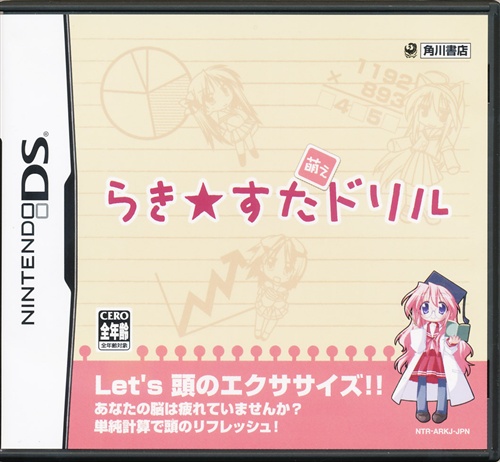 NINTENDO DS
角川書店
1192
×893
4 5
萌え
らき★すたドリル
CERO
全年齢
全年齢対象
Let's 頭のエクササイズ!!
あなたの脳は疲れていませんか?
単純計算で頭のリフレッシュ!
NTR-ARKJ-JPN